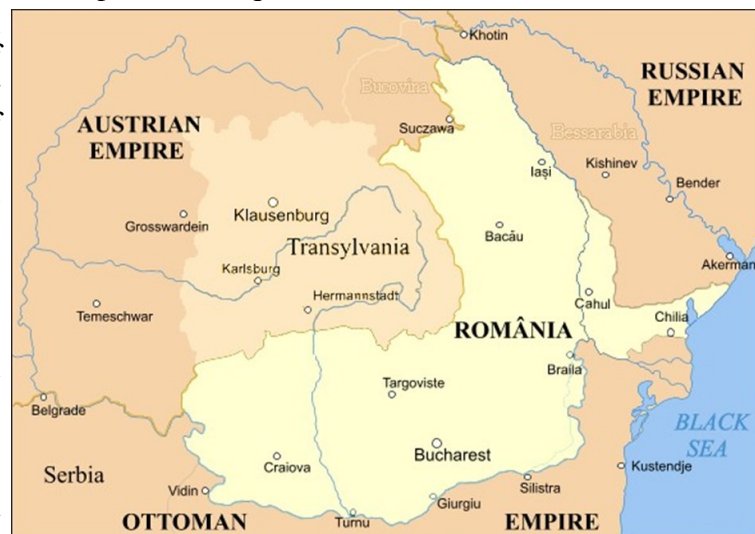 Khotin
RUSSIAN
EMPIRE
Bucovina
AUSTRIAN
EMPIRE
Suczawa
Bessarabia
Iași
Kishinev
Bender
Klausenburg
Grosswardein
Transylvania
Bacău
Karlsburg
Akerman
Hermannstadt
Temeschwar
Cahul
Chilia
ROMÂNIA
Braila
Targoviste
Belgrade
BLACK
SEA
Bucharest
Craiova
Serbia
Kustendje
Vidin
Silistra
Giurgiu
OTTOMAN
Turnu
EMPIRE